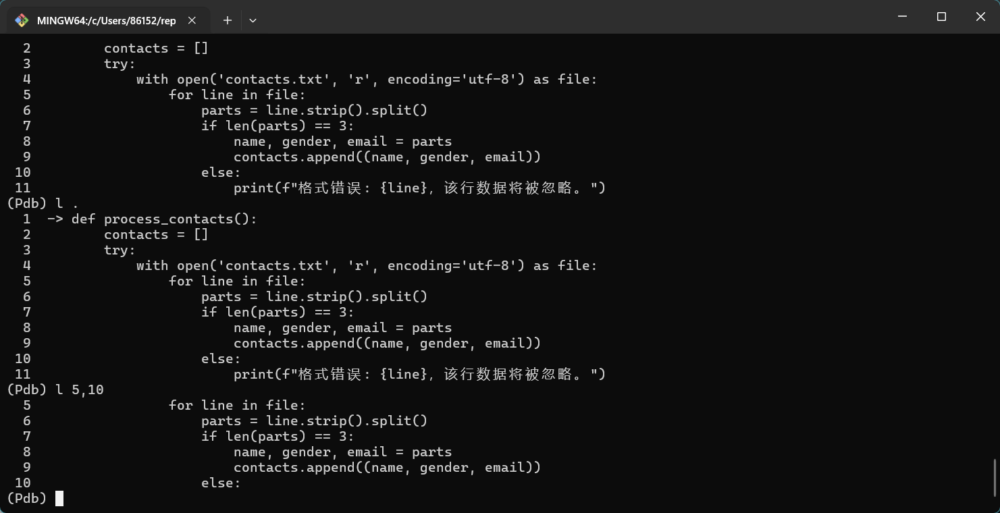 MINGW64:/c/Users/86152/rep
2         contacts = []
3         try:
4             with open('contacts.txt', 'r', encoding='utf-8') as file:
5                 for line in file:
6                     parts = line.strip().split()
7                     if len(parts) == 3:
8                         name, gender, email = parts
9                         contacts.append((name, gender, email))
10                     else:
11                         print(f"格式错误: {line}, 该行数据将被忽略。")
(Pdb) l .
1  -> def process_contacts():
2         contacts = []
3         try:
4             with open('contacts.txt', 'r', encoding='utf-8') as file:
5                 for line in file:
6                     parts = line.strip().split()
7                     if len(parts) == 3:
8                         name, gender, email = parts
9                         contacts.append((name, gender, email))
10                     else:
11                         print(f"格式错误: {line}, 该行数据将被忽略。")
(Pdb) l 5,10
5                 for line in file:
6                     parts = line.strip().split()
7                     if len(parts) == 3:
8                         name, gender, email = parts
9                         contacts.append((name, gender, email))
10                     else:
(Pdb)